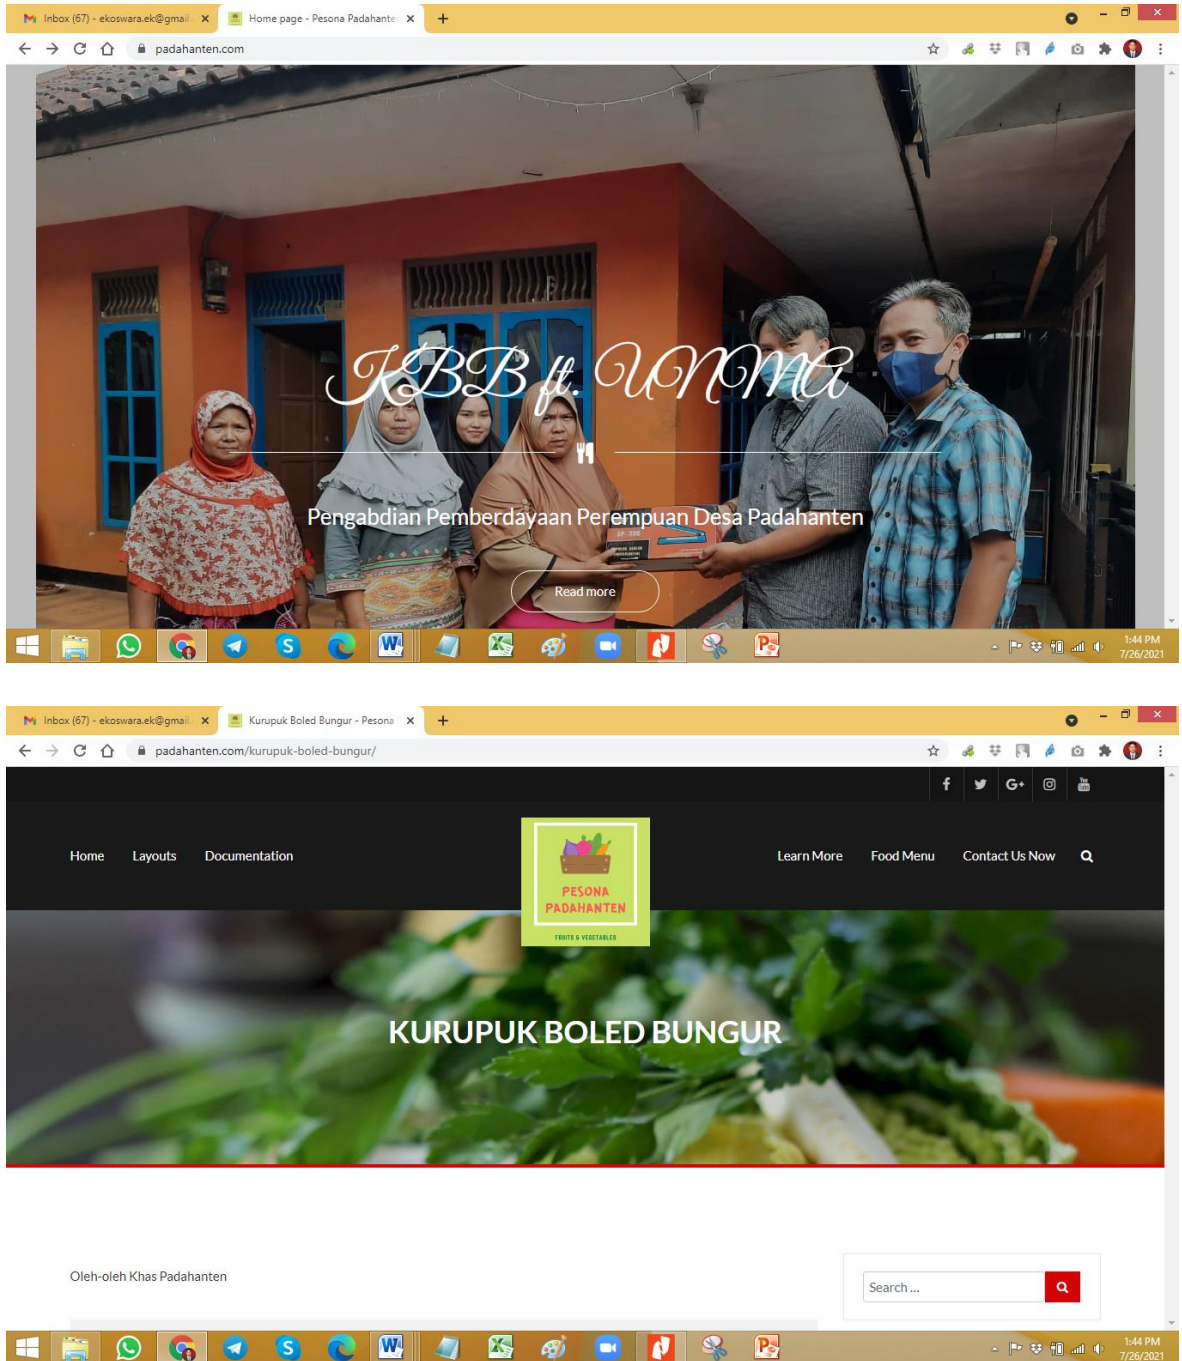 Inbox (67) - ekoswara.ek@gmail.
Home page - Pesona Padahante
padahanten.com
KBB ft. UNMA
Pengabdian Pemberdayaan Perempuan Desa Padahanten
Read more
1:44 PM
7/26/2021
Inbox (67) - ekoswara.ek@gmail.
Kurupuk Boled Bungur - Pesona
padahanten.com/kurupuk-boled-bungur/
Home Layouts Documentation
PESONA
PADAHANTEN
FRUITS & VEGETABLES
Learn More Food Menu Contact Us Now
KURUPUK BOLED BUNGUR
Oleh-oleh Khas Padahanten
Search ...
1:44 PM
7/26/2021